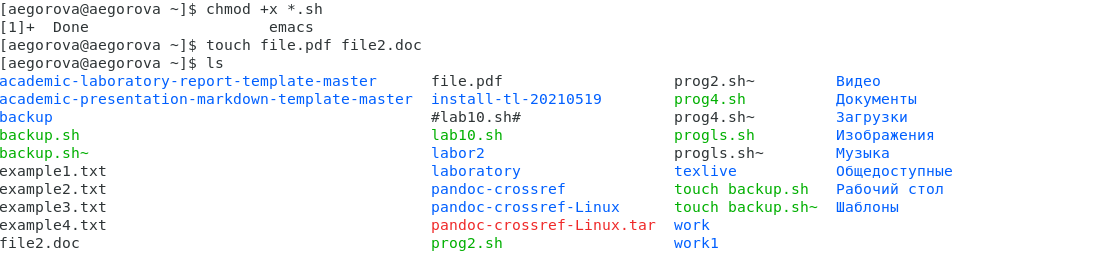 [aegorova@aegorova ~]$ chmod +x *.sh
[1]+  Done                    emacs
[aegorova@aegorova ~]$ touch file.pdf file2.doc
[aegorova@aegorova ~]$ ls
academic-laboratory-report-template-master      file.pdf                  prog2.sh~         Видео
academic-presentation-markdown-template-master  install-tl-20210519       prog4.sh          Документы
backup                                          #lab10.sh#                prog4.sh~         Загрузки
backup.sh                                       lab10.sh                  progls.sh         Изображения
backup.sh~                                      labor2                    progls.sh~        Музыка
example1.txt                                    laboratory                texlive           Общедоступные
example2.txt                                    pandoc-crossref           touch backup.sh   Рабочий стол
example3.txt                                    pandoc-crossref-Linux     touch backup.sh~  Шаблоны
example4.txt                                    pandoc-crossref-Linux.tar  work
file2.doc                                       prog2.sh                  work1